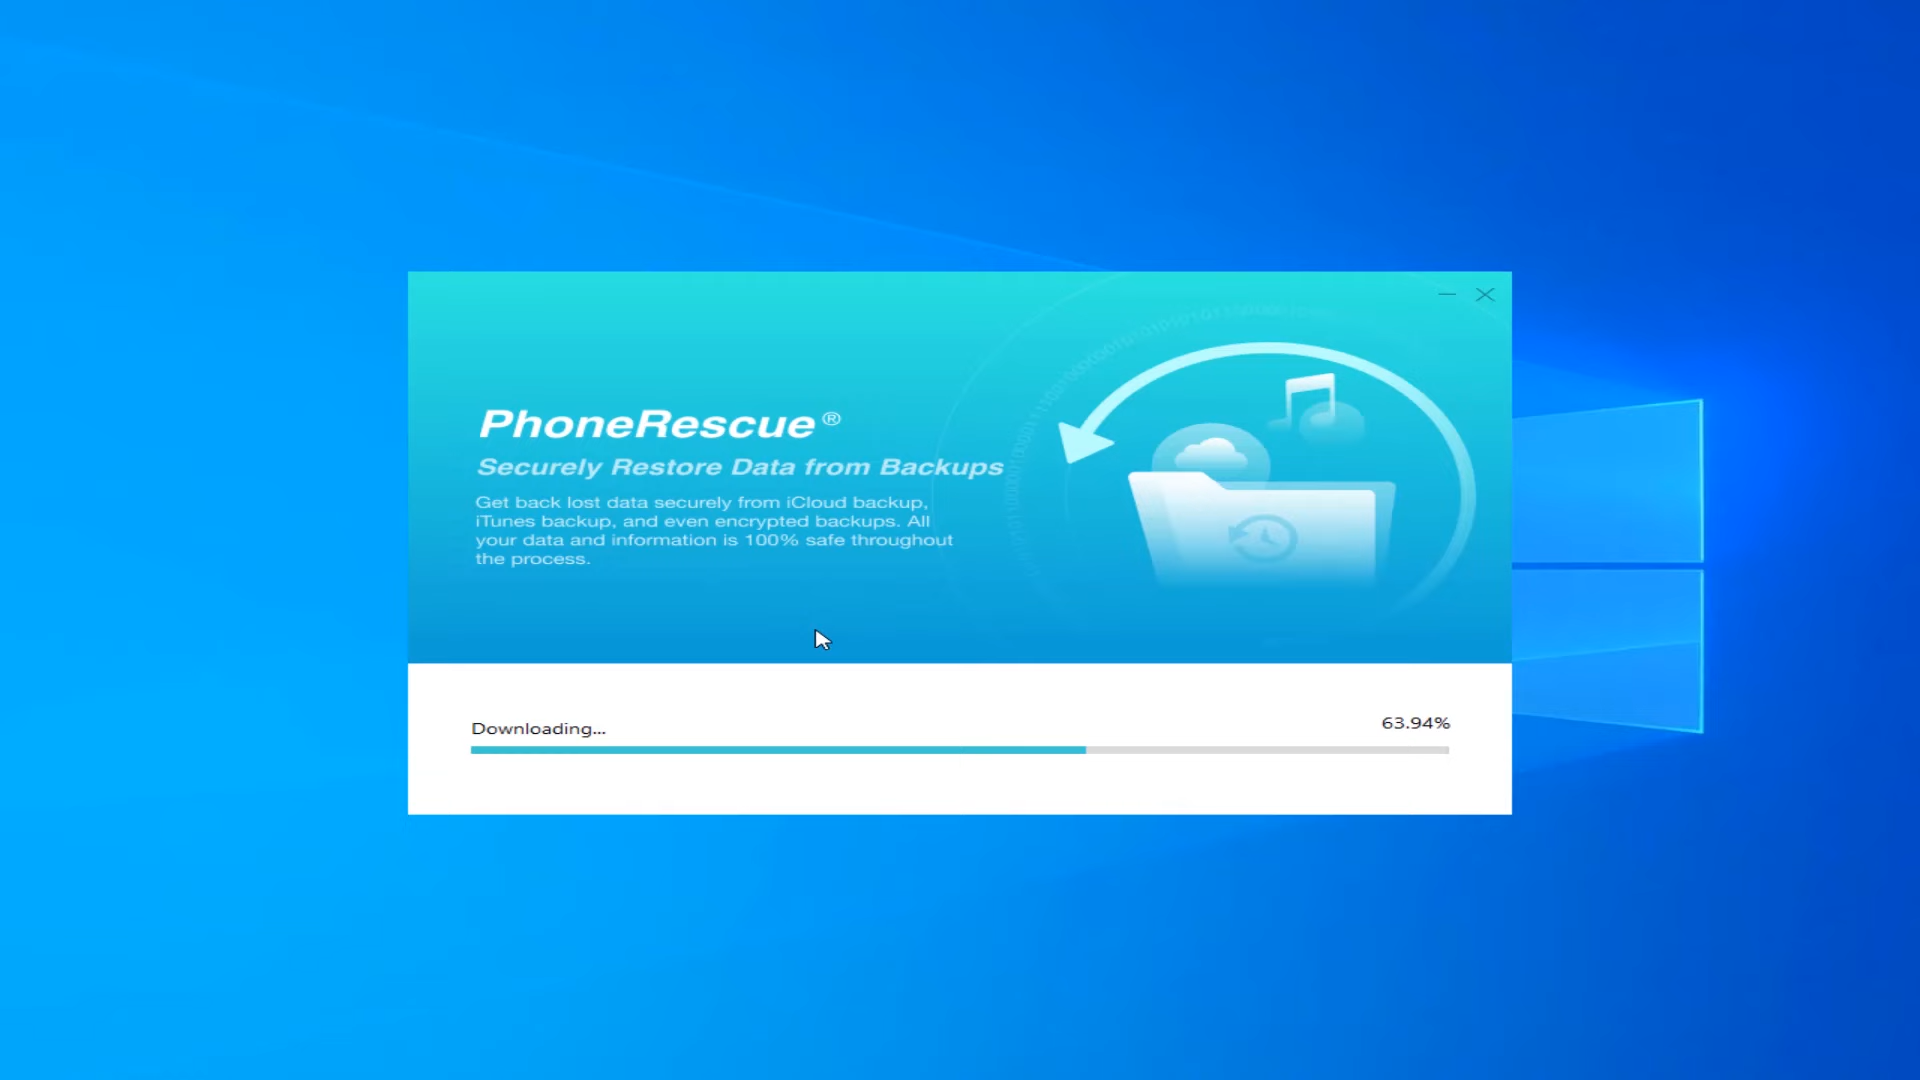 PhoneRescue®
Securely Restore Data from Backups
Get back lost data securely from iCloud backup,
iTunes backup, and even encrypted backups. All
your data and information is 100% safe throughout
the process.
Downloading...
63.94%